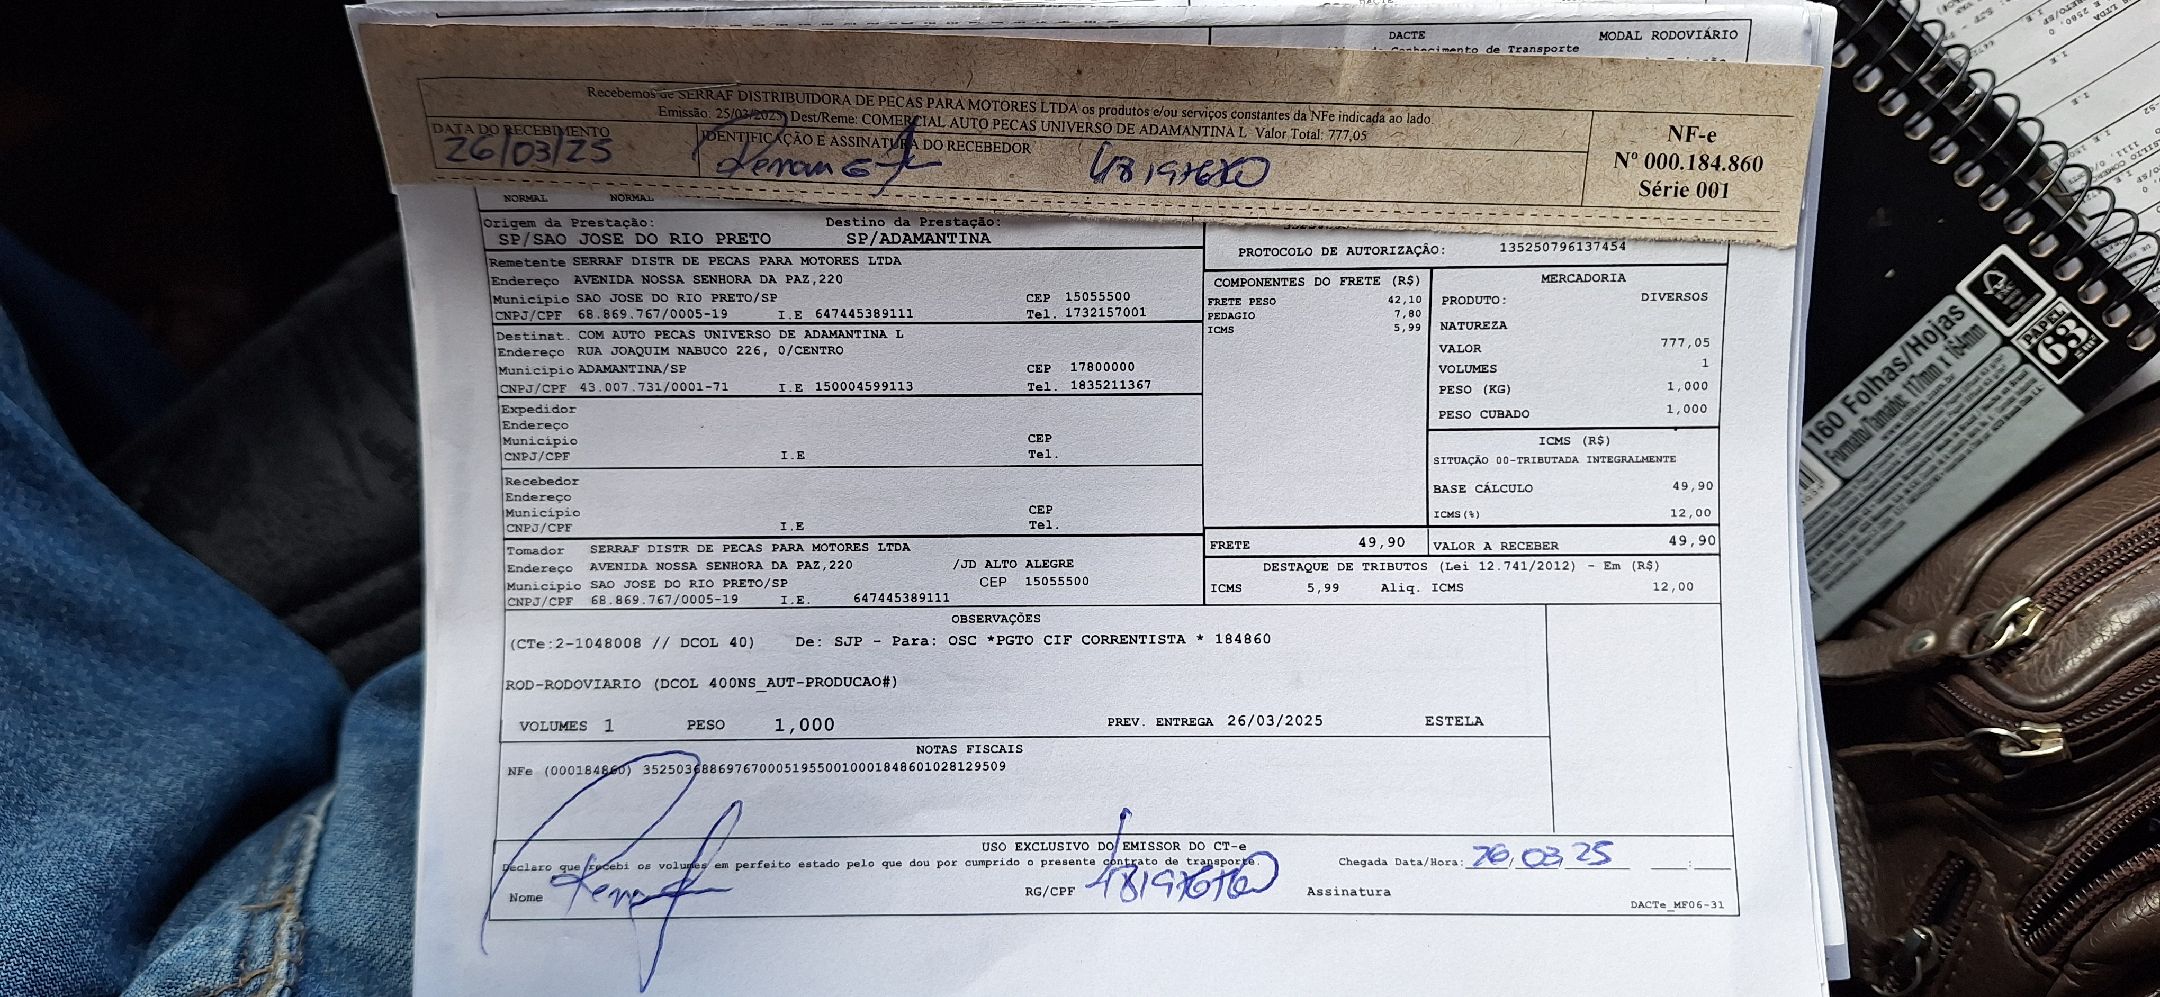 DACTE
MODAL RODOVIÁRIO
Conhecimento de Transporte
Recebemos de SERRAF DISTRIBUIDORA DE PECAS PARA MOTORES LTDA os produtos e/ou serviços constantes da NFe indicada ao lado
Emissão: 25/03/2025 Dest/Reme: COMERCIAL AUTO PECAS UNIVERSO DE ADAMANTINA L Valor Total: 777,05
DATA DO RECEBIMENTO
26/03/25
IDENTIFICAÇÃO E ASSINATURA DO RECEBEDOR
NF-e
Nº 000.184.860
Série 001
NORMAL NORMAL
Origem da Prestação: Destino da Prestação:
SP/SAO JOSE DO RIO PRETO SP/ADAMANTINA
PROTOCOLO DE AUTORIZAÇÃO: 135250796137454
Remetente SERRAF DISTR DE PECAS PARA MOTORES LTDA
Endereço AVENIDA NOSSA SENHORA DA PAZ,220
Município SAO JOSE DO RIO PRETO/SP CEP 15055500
CNPJ/CPF 68.869.767/0005-19 I.E 647445389111 Tel. 1732157001
Destinat. COM AUTO PECAS UNIVERSO DE ADAMANTINA L
Endereço RUA JOAQUIM NABUCO 226, 0/CENTRO
Município ADAMANTINA/SP CEP 17800000
CNPJ/CPF 43.007.731/0001-71 I.E 150004599113 Tel. 1835211367
Expedidor
Endereço
Município CEP
CNPJ/CPF I.E Tel.
Recebedor
Endereço
Município CEP
CNPJ/CPF I.E Tel.
Tomador SERRAF DISTR DE PECAS PARA MOTORES LTDA
Endereço AVENIDA NOSSA SENHORA DA PAZ,220 /JD ALTO ALEGRE
Município SAO JOSE DO RIO PRETO/SP CEP 15055500
CNPJ/CPF 68.869.767/0005-19 I.E. 647445389111
COMPONENTES DO FRETE (R$)
FRETE PESO 42,10
PEDAGIO 7,80
ICMS 5,99
FRETE 49,90
MERCADORIA
PRODUTO: DIVERSOS
NATUREZA
VALOR 777,05
VOLUMES 1
PESO (KG) 1,000
PESO CUBADO 1,000
ICMS (R$)
SITUAÇÃO 00-TRIBUTADA INTEGRALMENTE
BASE CÁLCULO 49,90
ICMS(%) 12,00
VALOR A RECEBER 49,90
DESTAQUE DE TRIBUTOS (Lei 12.741/2012) - Em (R$)
ICMS 5,99 Aliq. ICMS 12,00
OBSERVAÇÕES
(CTe:2-1048008 // DCOL 40) De: SJP - Para: OSC *PGTO CIF CORRENTISTA * 184860
ROD-RODOVIARIO (DCOL 400NS_AUT-PRODUCAO#)
VOLUMES 1 PESO 1,000 PREV. ENTREGA 26/03/2025 ESTELA
NOTAS FISCAIS
NFe (000184860) 35250368869767000519550010001848601028129509
USO EXCLUSIVO DO EMISSOR DO CT-e
Declaro que recebi os volumes em perfeito estado pelo que dou por cumprido o presente contrato de transporte.
Chegada Data/Hora: 26/03/25 :
Nome RG/CPF Assinatura
DACTe_MF06-31
160 Folhas/Hojas
Formato/Tamaño: 117mm X 164mm
PAPEL
63